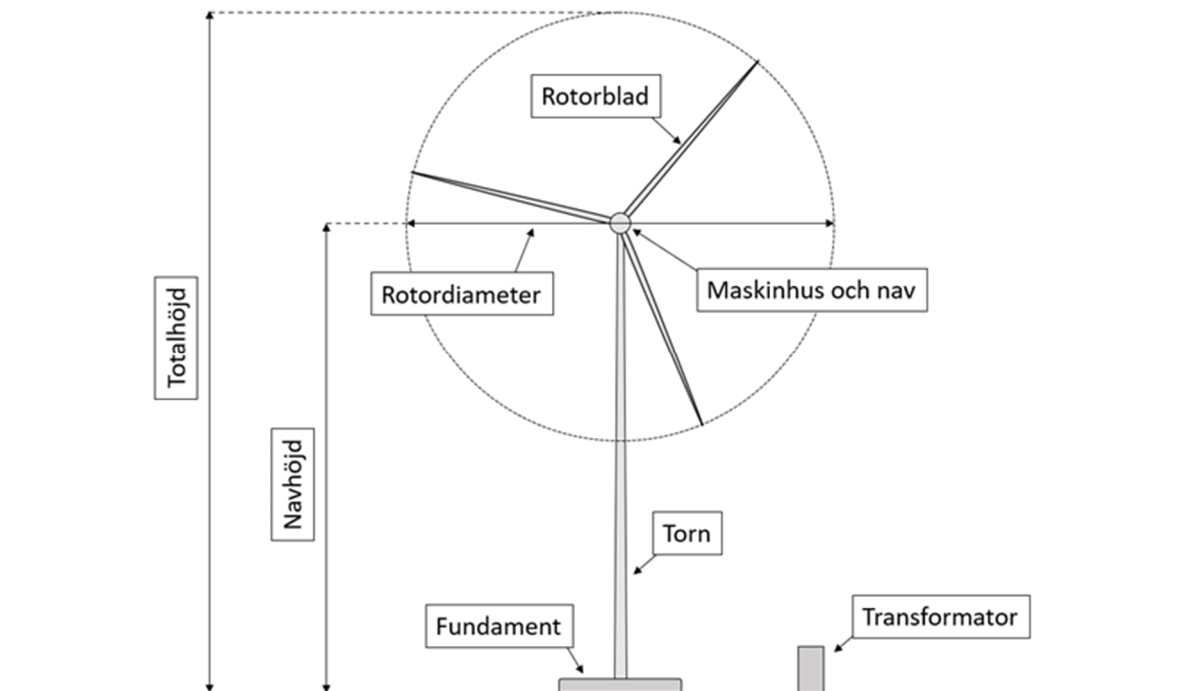 Rotorblad
Rotordiameter
Maskinhus och nav
Totalhöjd
Navhöjd
Torn
Fundament
Transformator